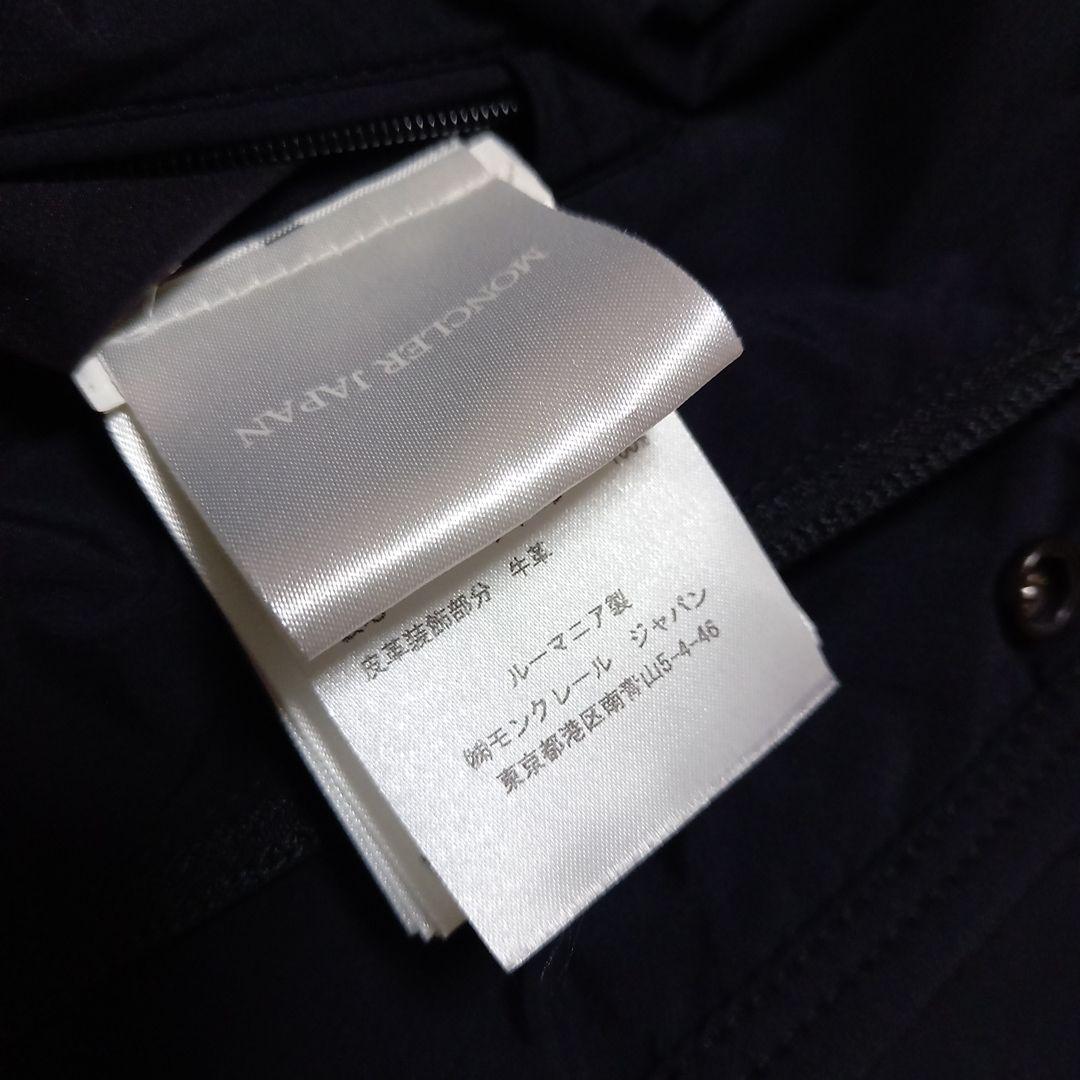 MONCLER JAPAN
皮革装飾部分 牛革
ルーマニア製
㈱モンクレール ジャパン
東京都港区南青山5-4-46